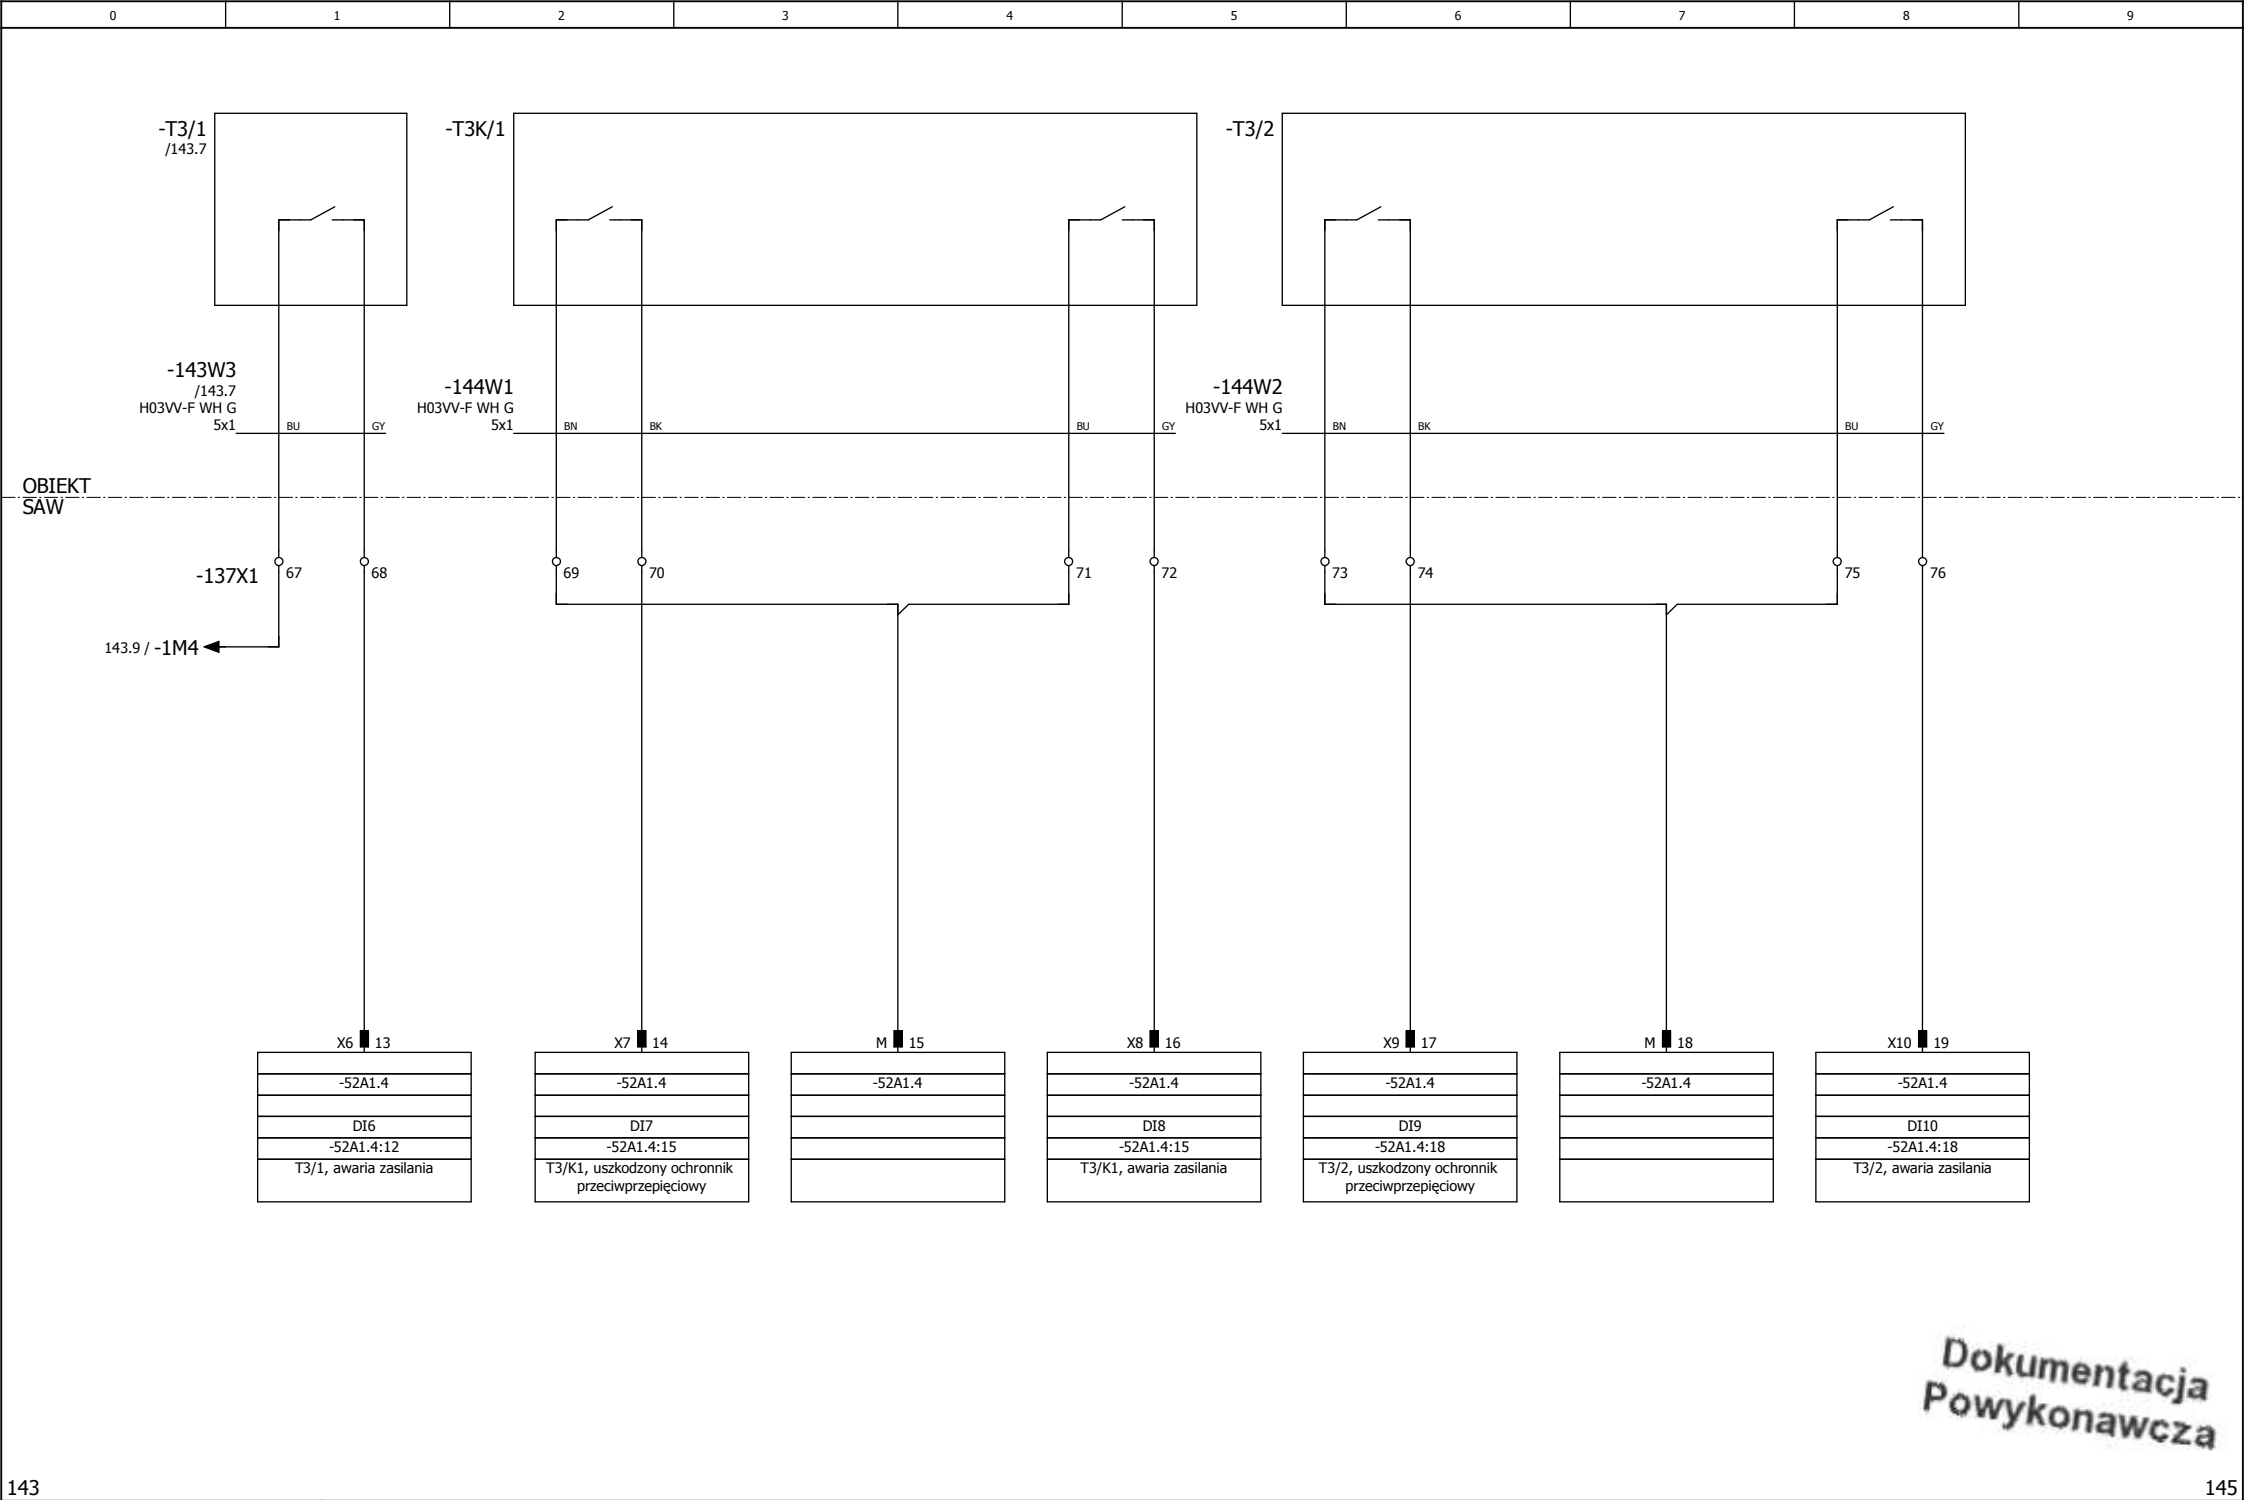 0 1 2 3 4 5 6 7 8 9
-T3/1
/143.7
-T3K/1
-T3/2
-143W3
/143.7
H03VV-F WH G
5x1
BU GY
-144W1
H03VV-F WH G
5x1
BN BK BU GY
-144W2
H03VV-F WH G
5x1
BN BK BU GY
OBIEKT
SAW
-137X1
67 68 69 70 71 72 73 74 75 76
143.9 / -1M4
X6 13
-52A1.4
DI6
-52A1.4:12
T3/1, awaria zasilania
X7 14
-52A1.4
DI7
-52A1.4:15
T3/K1, uszkodzony ochronnik
przeciwprzepięciowy
M 15
-52A1.4
X8 16
-52A1.4
DI8
-52A1.4:15
T3/K1, awaria zasilania
X9 17
-52A1.4
DI9
-52A1.4:18
T3/2, uszkodzony ochronnik
przeciwprzepięciowy
M 18
-52A1.4
X10 19
-52A1.4
DI10
-52A1.4:18
T3/2, awaria zasilania
Dokumentacja
Powykonawcza
143
145